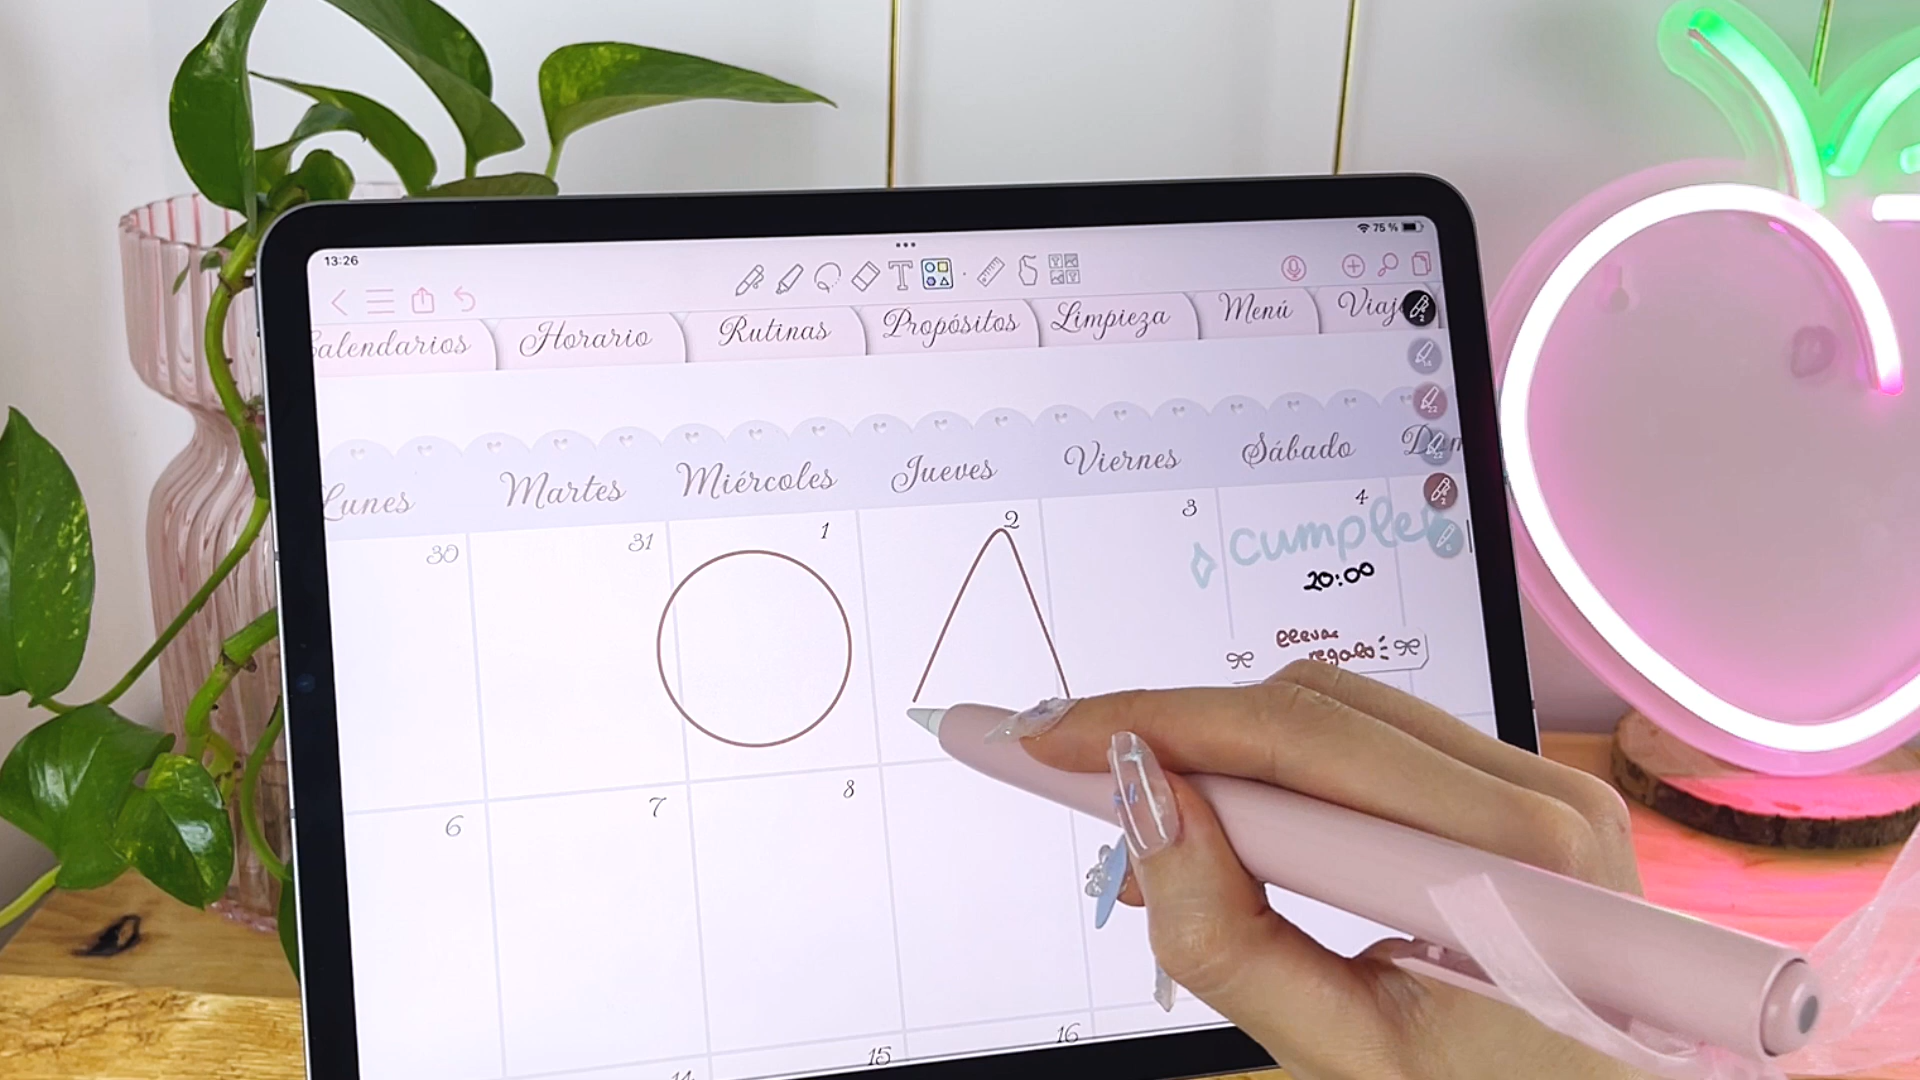 13:26
75 %
Calendarios Horario Rutinas Propósitos Limpieza Menú
Lunes Martes Miércoles Jueves Viernes Sábado
30 31 1 2 3 4
cumple
20:00
llevar
regalo
6 7 8
15 16